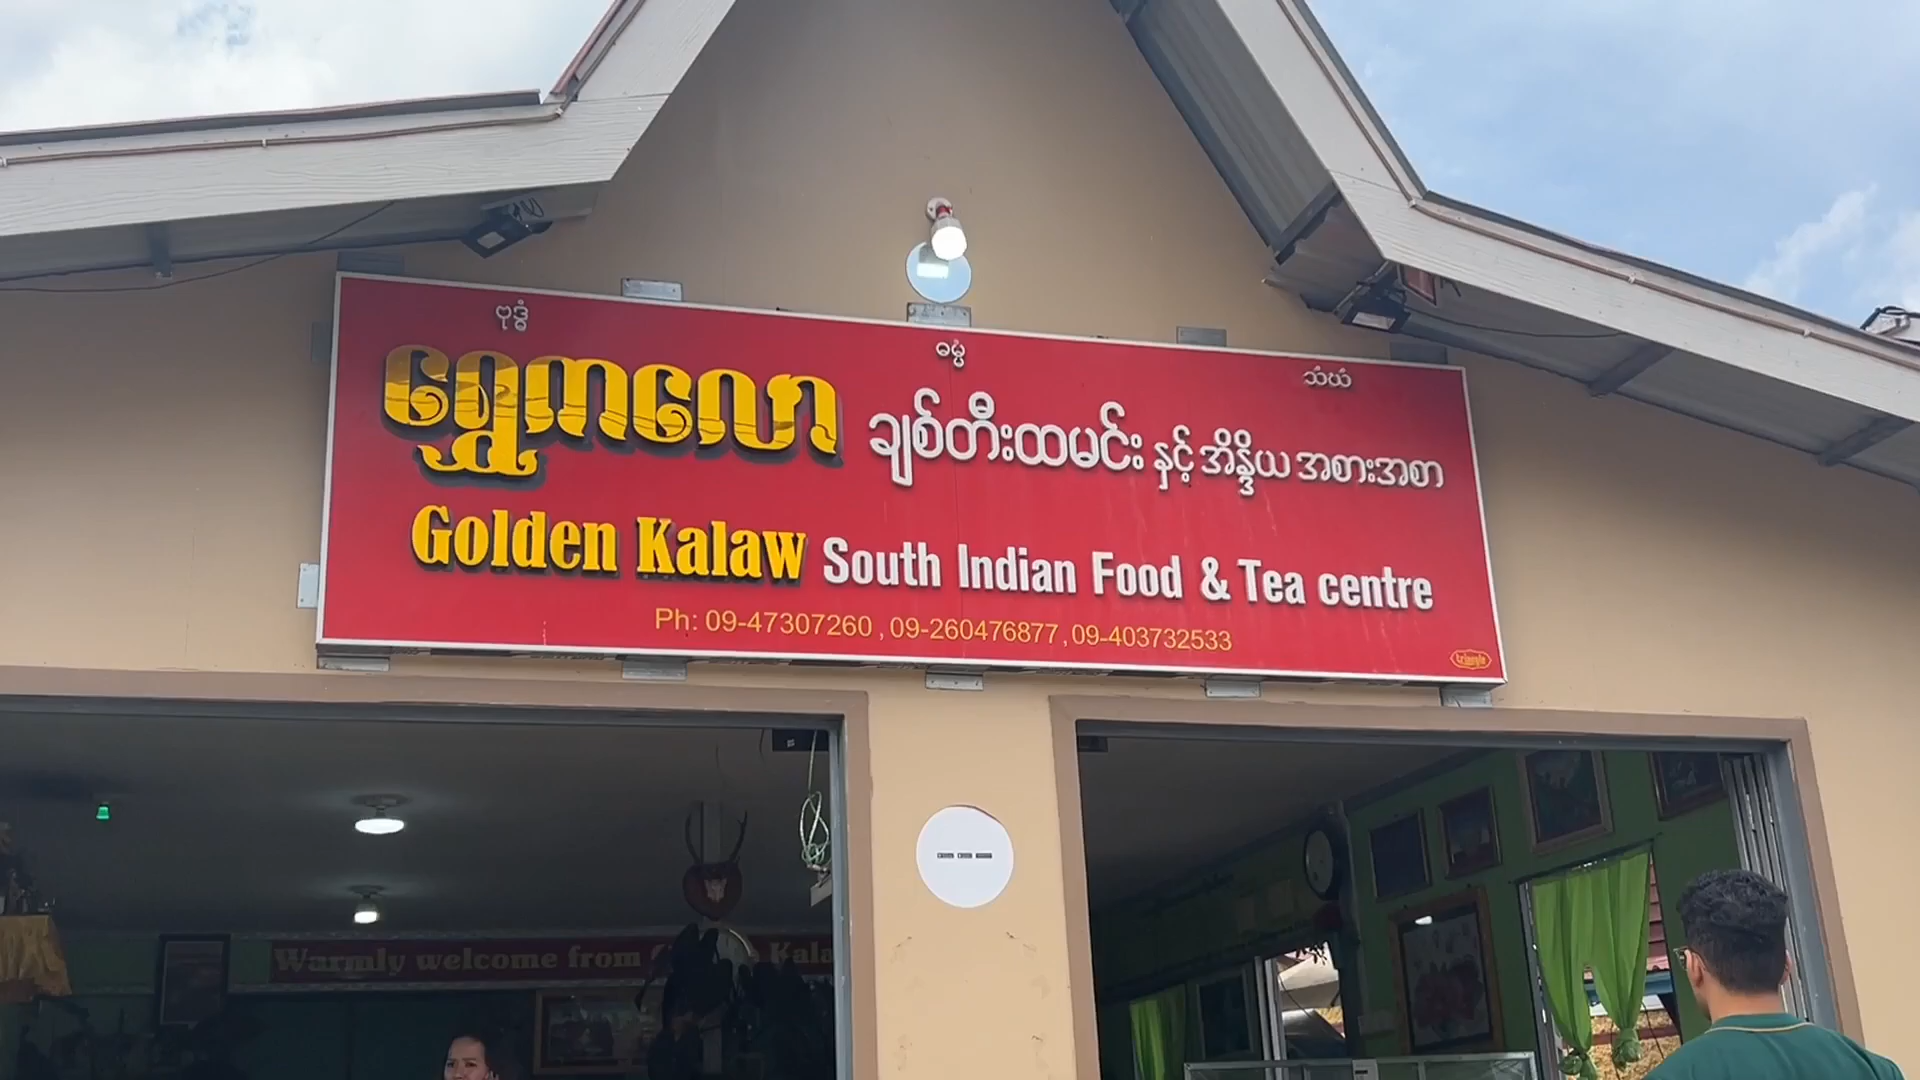 ဗုဒ္ဓံ
ဓမ္မံ
သံဃံ
ရွှေကလော ချစ်တီးထမင်း နှင့် အိန္ဒိယ အစားအစာ
Golden Kalaw South Indian Food & Tea centre
Ph: 09-47307260 , 09-260476877 , 09-403732533
triangle
Warmly welcome from